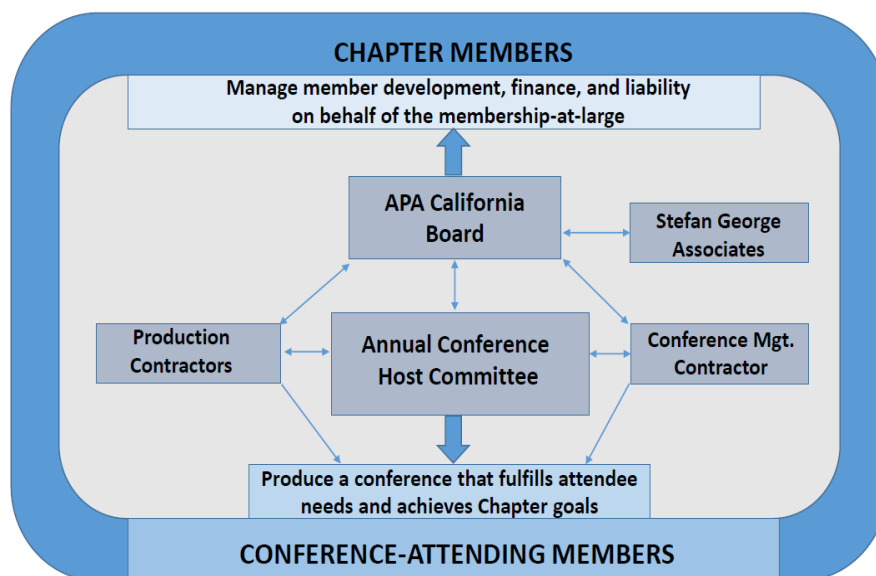 CHAPTER MEMBERS
Manage member development, finance, and liability
on behalf of the membership-at-large
APA California
Board
Stefan George
Associates
Production
Contractors
Annual Conference
Host Committee
Conference Mgt.
Contractor
Produce a conference that fulfills attendee
needs and achieves Chapter goals
CONFERENCE-ATTENDING MEMBERS